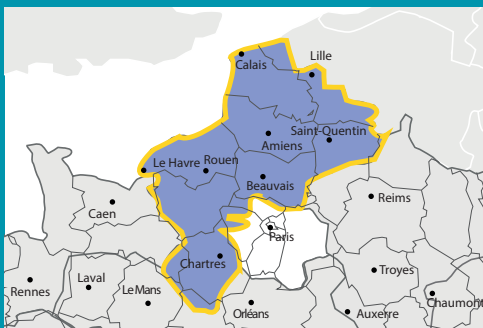 Calais
Lille
Saint-Quentin
Amiens
Le Havre
Rouen
Beauvais
Reims
Caen
Paris
Chartres
Troyes
Laval
Rennes
Le Mans
Orléans
Auxerre
Chaumont